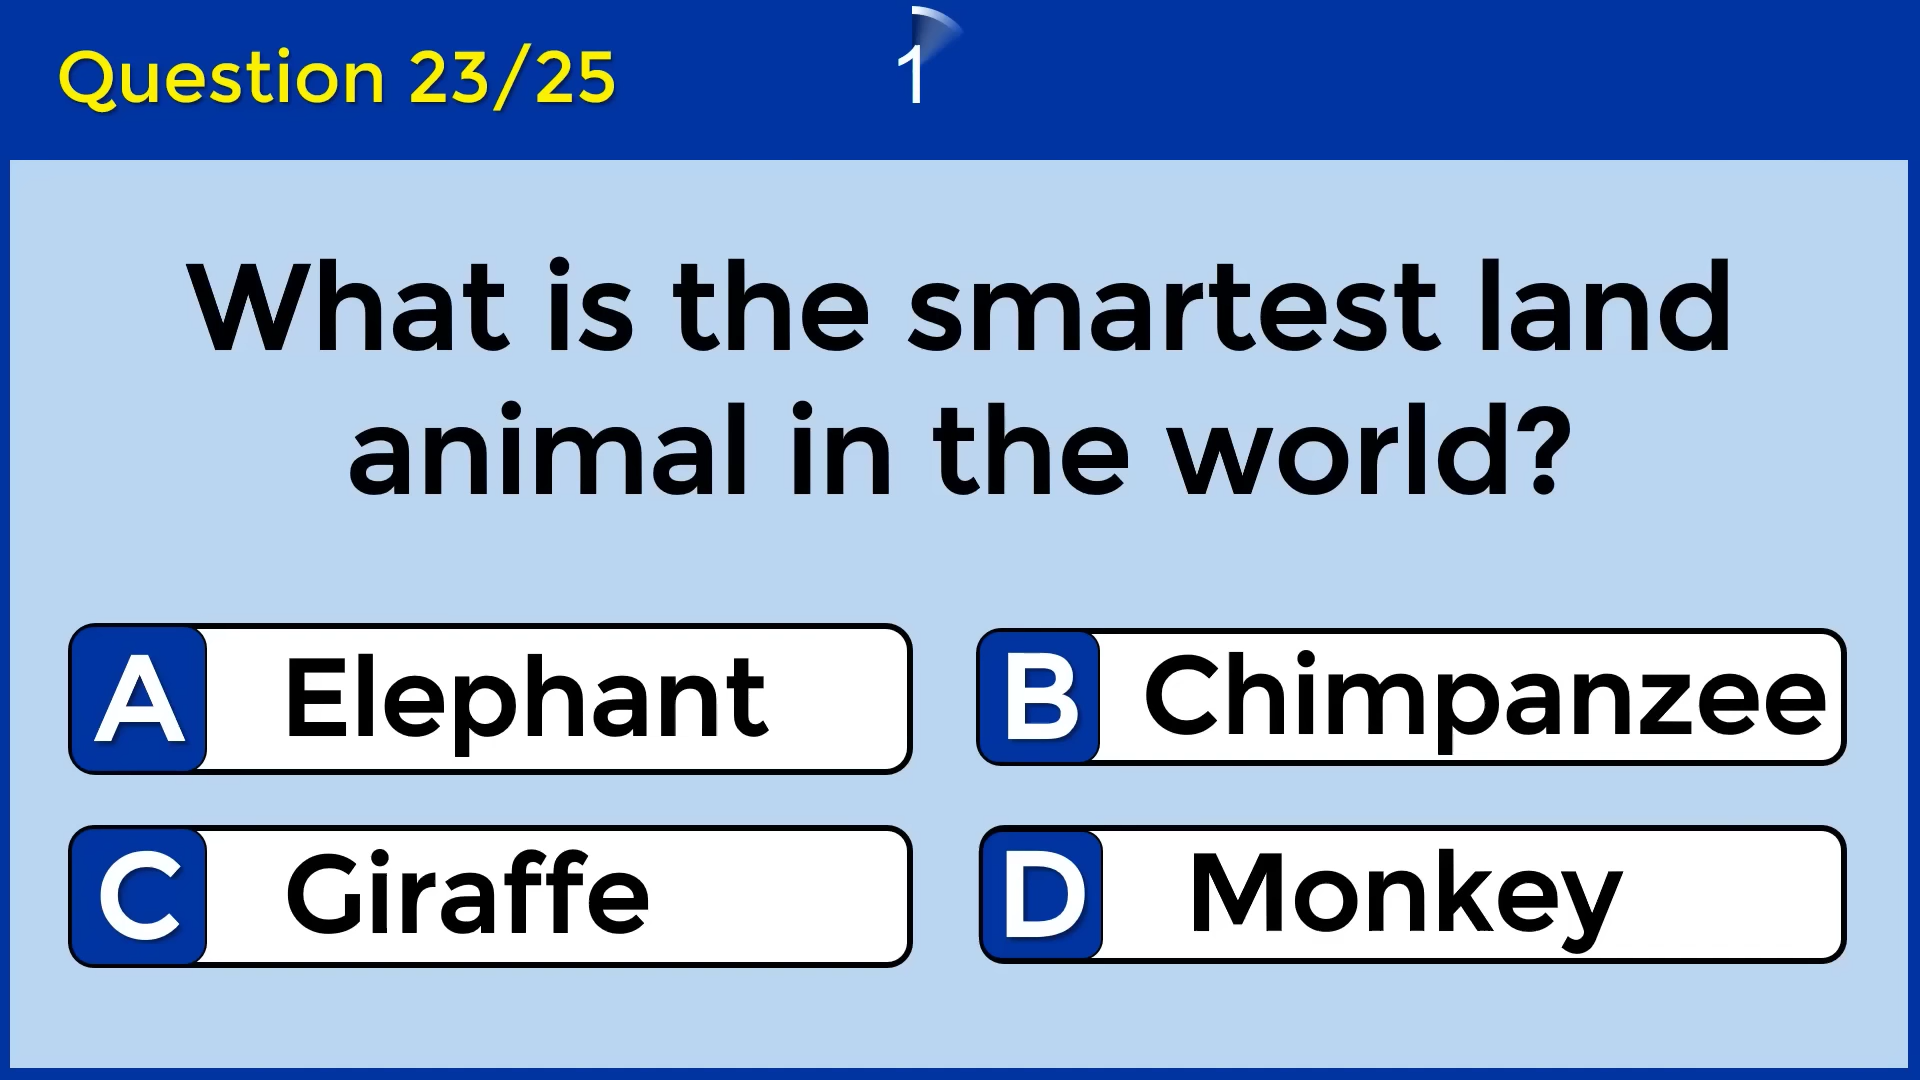 Question 23/25
1
What is the smartest land
animal in the world?
A Elephant
B Chimpanzee
C Giraffe
D Monkey